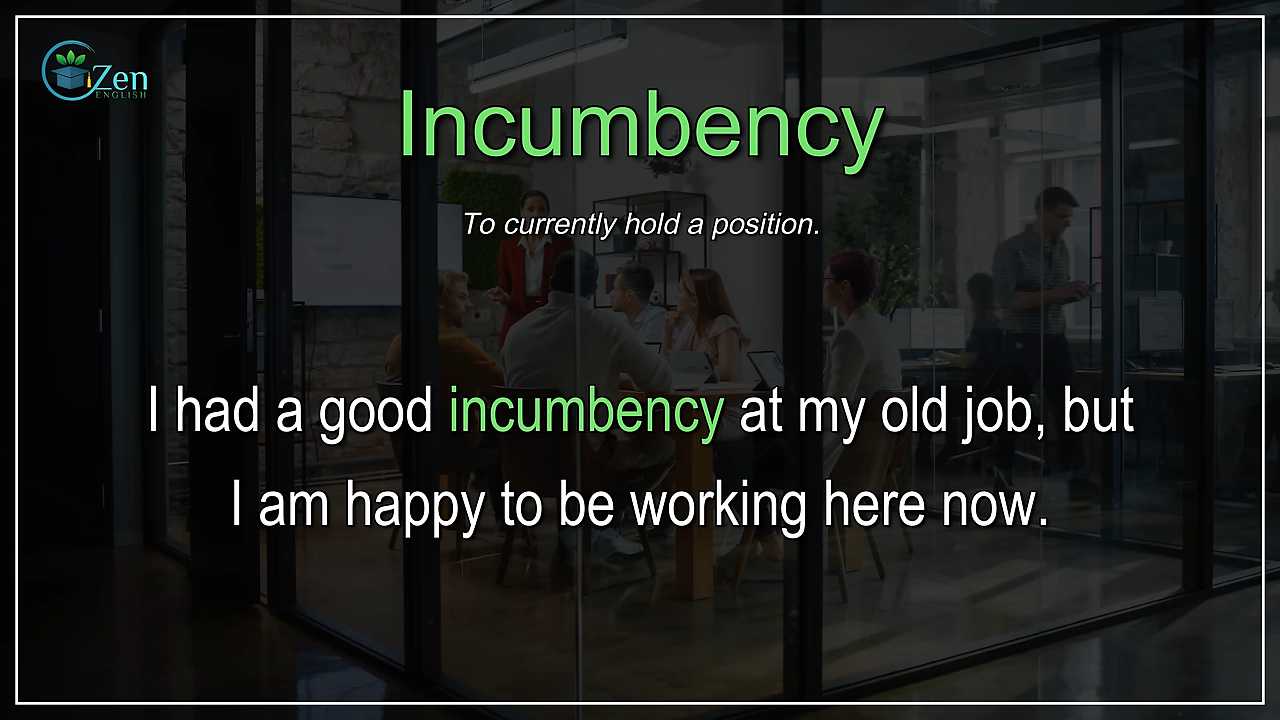 Zen
ENGLISH
Incumbency
To currently hold a position.
I had a good incumbency at my old job, but
I am happy to be working here now.